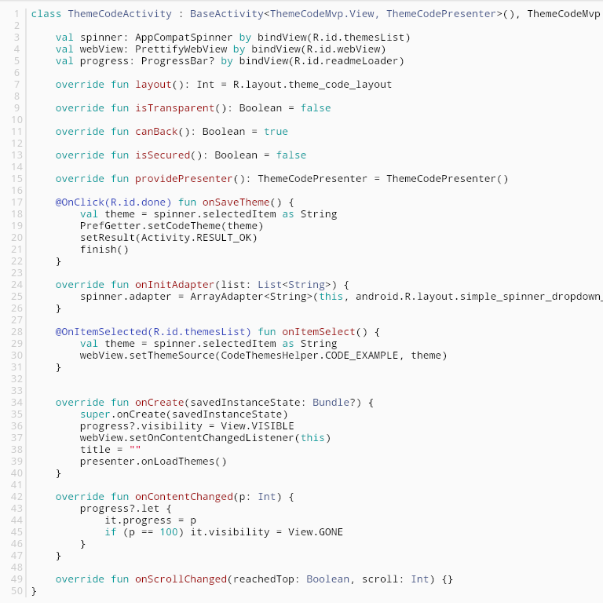 1 class ThemeCodeActivity : BaseActivity<ThemeCodeMvp.View, ThemeCodePresenter>(), ThemeCodeMvp
2
3     val spinner: AppCompatSpinner by bindView(R.id.themesList)
4     val webView: PrettifyWebView by bindView(R.id.webView)
5     val progress: ProgressBar? by bindView(R.id.readmeLoader)
6
7     override fun layout(): Int = R.layout.theme_code_layout
8
9     override fun isTransparent(): Boolean = false
10
11     override fun canBack(): Boolean = true
12
13     override fun isSecured(): Boolean = false
14
15     override fun providePresenter(): ThemeCodePresenter = ThemeCodePresenter()
16
17     @OnClick(R.id.done) fun onSaveTheme() {
18         val theme = spinner.selectedItem as String
19         PrefGetter.setCodeTheme(theme)
20         setResult(Activity.RESULT_OK)
21         finish()
22     }
23
24     override fun onInitAdapter(list: List<String>) {
25         spinner.adapter = ArrayAdapter<String>(this, android.R.layout.simple_spinner_dropdown_
26     }
27
28     @OnItemSelected(R.id.themesList) fun onItemSelect() {
29         val theme = spinner.selectedItem as String
30         webView.setThemeSource(CodeThemesHelper.CODE_EXAMPLE, theme)
31     }
32
33
34     override fun onCreate(savedInstanceState: Bundle?) {
35         super.onCreate(savedInstanceState)
36         progress?.visibility = View.VISIBLE
37         webView.setOnContentChangedListener(this)
38         title = ""
39         presenter.onLoadThemes()
40     }
41
42     override fun onContentChanged(p: Int) {
43         progress?.let {
44             it.progress = p
45             if (p == 100) it.visibility = View.GONE
46         }
47     }
48
49     override fun onScrollChanged(reachedTop: Boolean, scroll: Int) {}
50 }